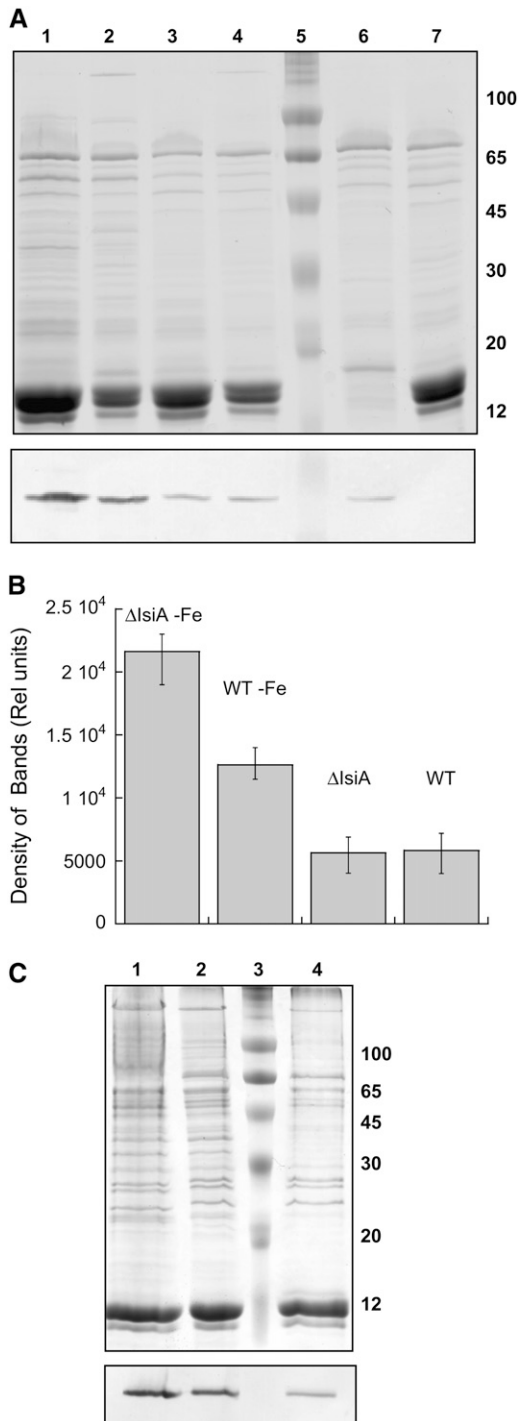 A
1 2 3 4 5 6 7
100
65
45
30
20
12
B
Density of Bands (Rel units)
2.5 10⁴
2 10⁴
1.5 10⁴
1 10⁴
5000
0
ΔIsiA -Fe
WT -Fe
ΔIsiA
WT
C
1 2 3 4
100
65
45
30
20
12